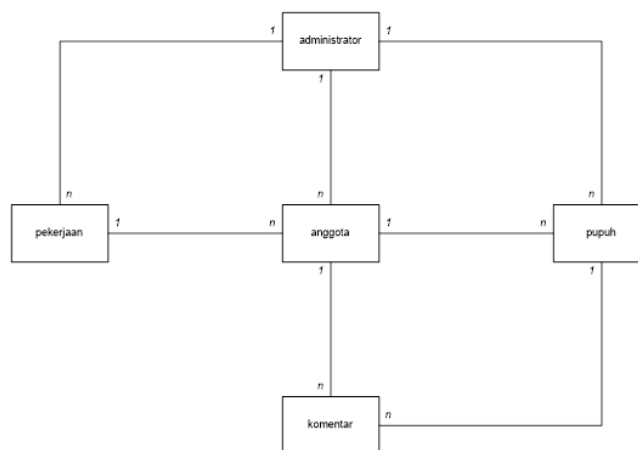 1
administrator
1
1
n
n
n
pekerjaan
1
n
anggota
1
n
pupuh
1
1
n
komentar
n